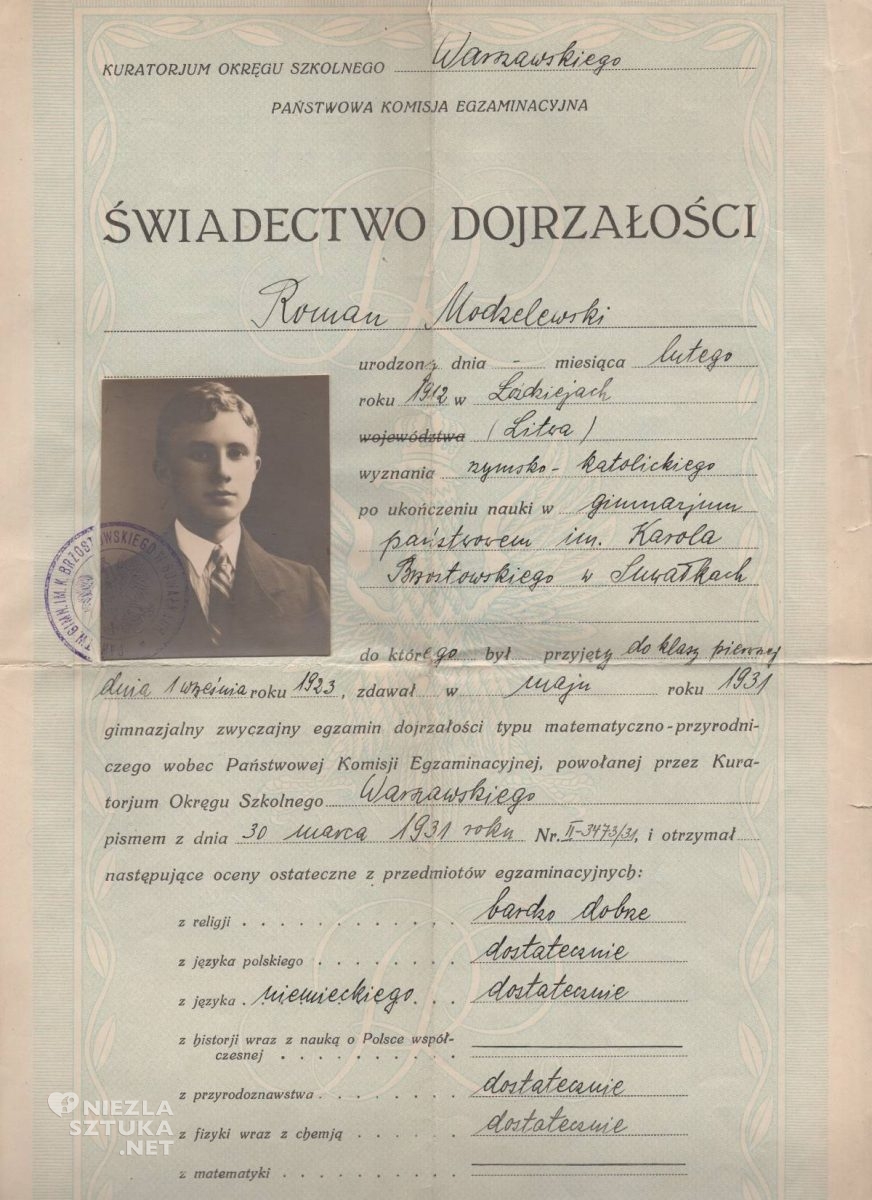 KURATORJUM OKRĘGU SZKOLNEGO Warszawskiego
PAŃSTWOWA KOMISJA EGZAMINACYJNA
ŚWIADECTWO DOJRZAŁOŚCI
Roman Modzelewski
urodzony dnia - miesiąca lutego
roku 1912 w Łoździejach
województwa (Litwa)
wyznania rzymsko-katolickiego
po ukończeniu nauki w gimnazjum
państwowem im. Karola
Brzostowskiego w Suwałkach
do którego był przyjęty do klasy pierwszej
dnia 1 września roku 1923, zdawał w maju roku 1931
gimnazjalny zwyczajny egzamin dojrzałości typu matematyczno-przyrodni-
czego wobec Państwowej Komisji Egzaminacyjnej, powołanej przez Kura-
torjum Okręgu Szkolnego Warszawskiego
pismem z dnia 30 marca 1931 roku Nr. II-3473/31, i otrzymał
następujące oceny ostateczne z przedmiotów egzaminacyjnych:
z religji bardzo dobrze
z języka polskiego dostatecznie
z języka niemieckiego dostatecznie
z historji wraz z nauką o Polsce współ-
czesnej
z przyrodoznawstwa dostatecznie
z fizyki wraz z chemją dostatecznie
z matematyki
GIMN. IM. K. BRZOSTOWSKIEGO
NIEZLA
SZTUKA
.NET